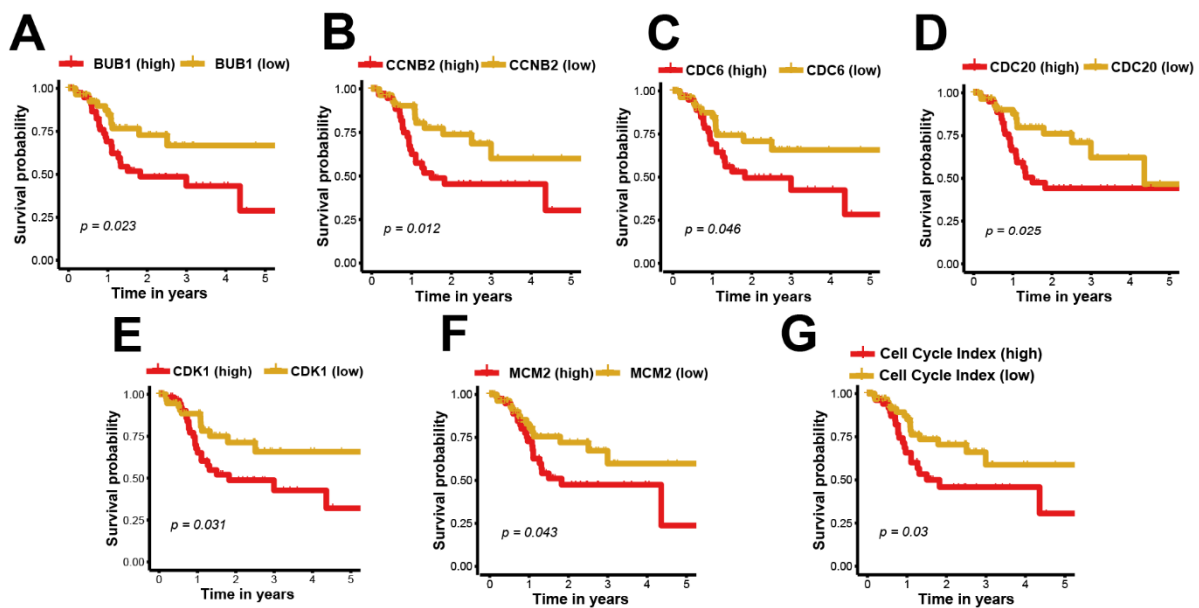 A
BUB1 (high) BUB1 (low)
Survival probability
1.00
0.75
0.50
0.25
0.00
p = 0.023
0 1 2 3 4 5
Time in years
B
CCNB2 (high) CCNB2 (low)
Survival probability
1.00
0.75
0.50
0.25
0.00
p = 0.012
0 1 2 3 4 5
Time in years
C
CDC6 (high) CDC6 (low)
Survival probability
1.00
0.75
0.50
0.25
0.00
p = 0.046
0 1 2 3 4 5
Time in years
D
CDC20 (high) CDC20 (low)
Survival probability
1.00
0.75
0.50
0.25
0.00
p = 0.025
0 1 2 3 4 5
Time in years
E
CDK1 (high) CDK1 (low)
Survival probability
1.00
0.75
0.50
0.25
0.00
p = 0.031
0 1 2 3 4 5
Time in years
F
MCM2 (high) MCM2 (low)
Survival probability
1.00
0.75
0.50
0.25
0.00
p = 0.043
0 1 2 3 4 5
Time in years
G
Cell Cycle Index (high)
Cell Cycle Index (low)
Survival probability
1.00
0.75
0.50
0.25
0.00
p = 0.03
0 1 2 3 4 5
Time in years